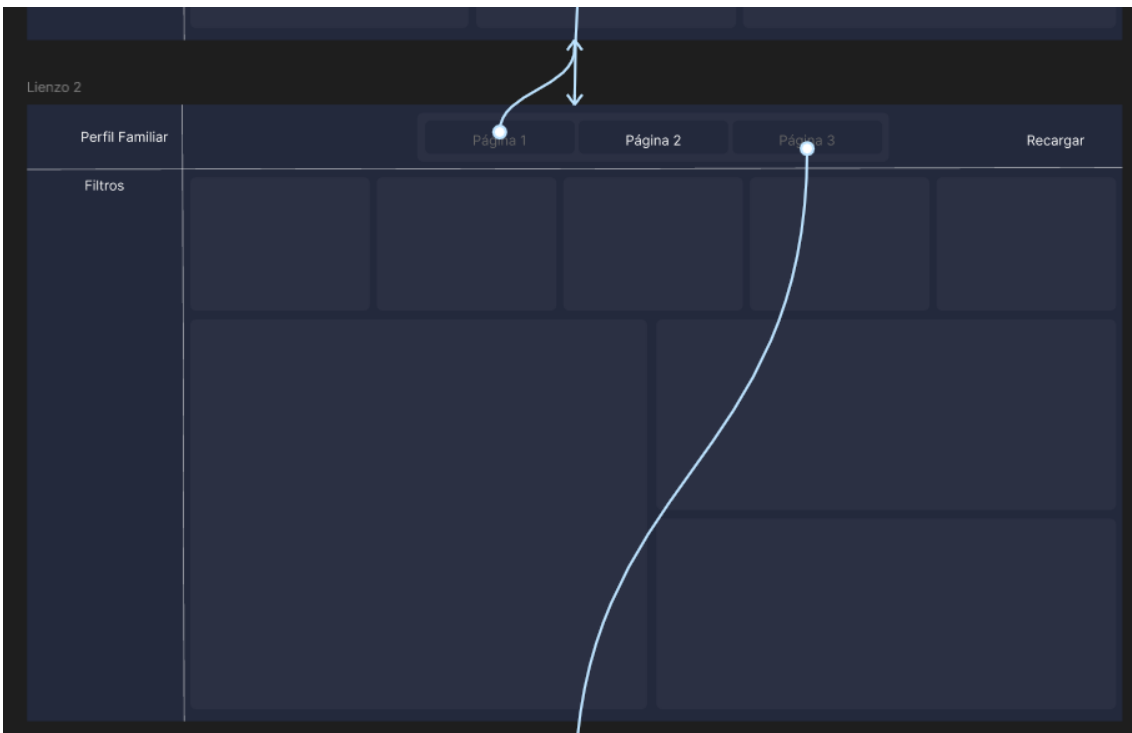 Lienzo 2
Perfil Familiar
Página 1
Página 2
Página 3
Recargar
Filtros